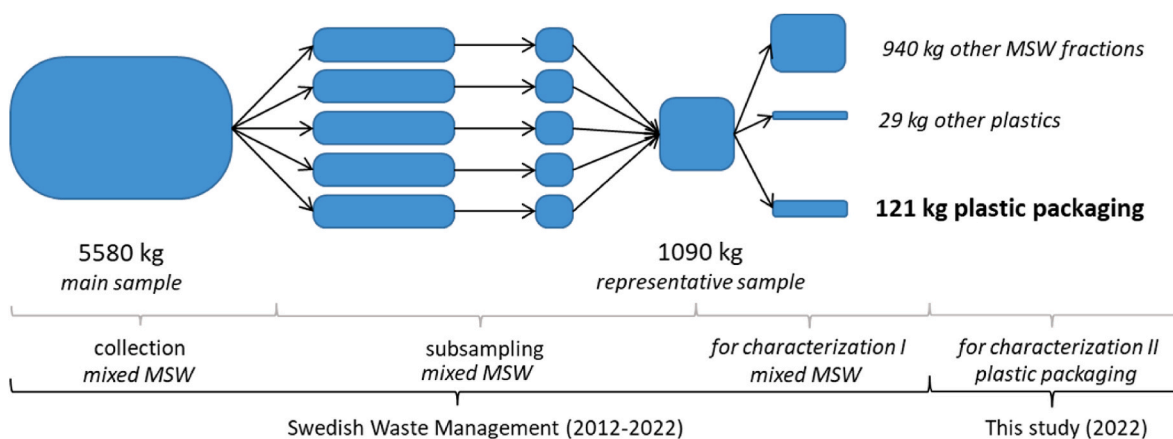 940 kg other MSW fractions
29 kg other plastics
121 kg plastic packaging
5580 kg
main sample
1090 kg
representative sample
collection
mixed MSW
subsampling
mixed MSW
for characterization I
mixed MSW
for characterization II
plastic packaging
Swedish Waste Management (2012-2022)
This study (2022)